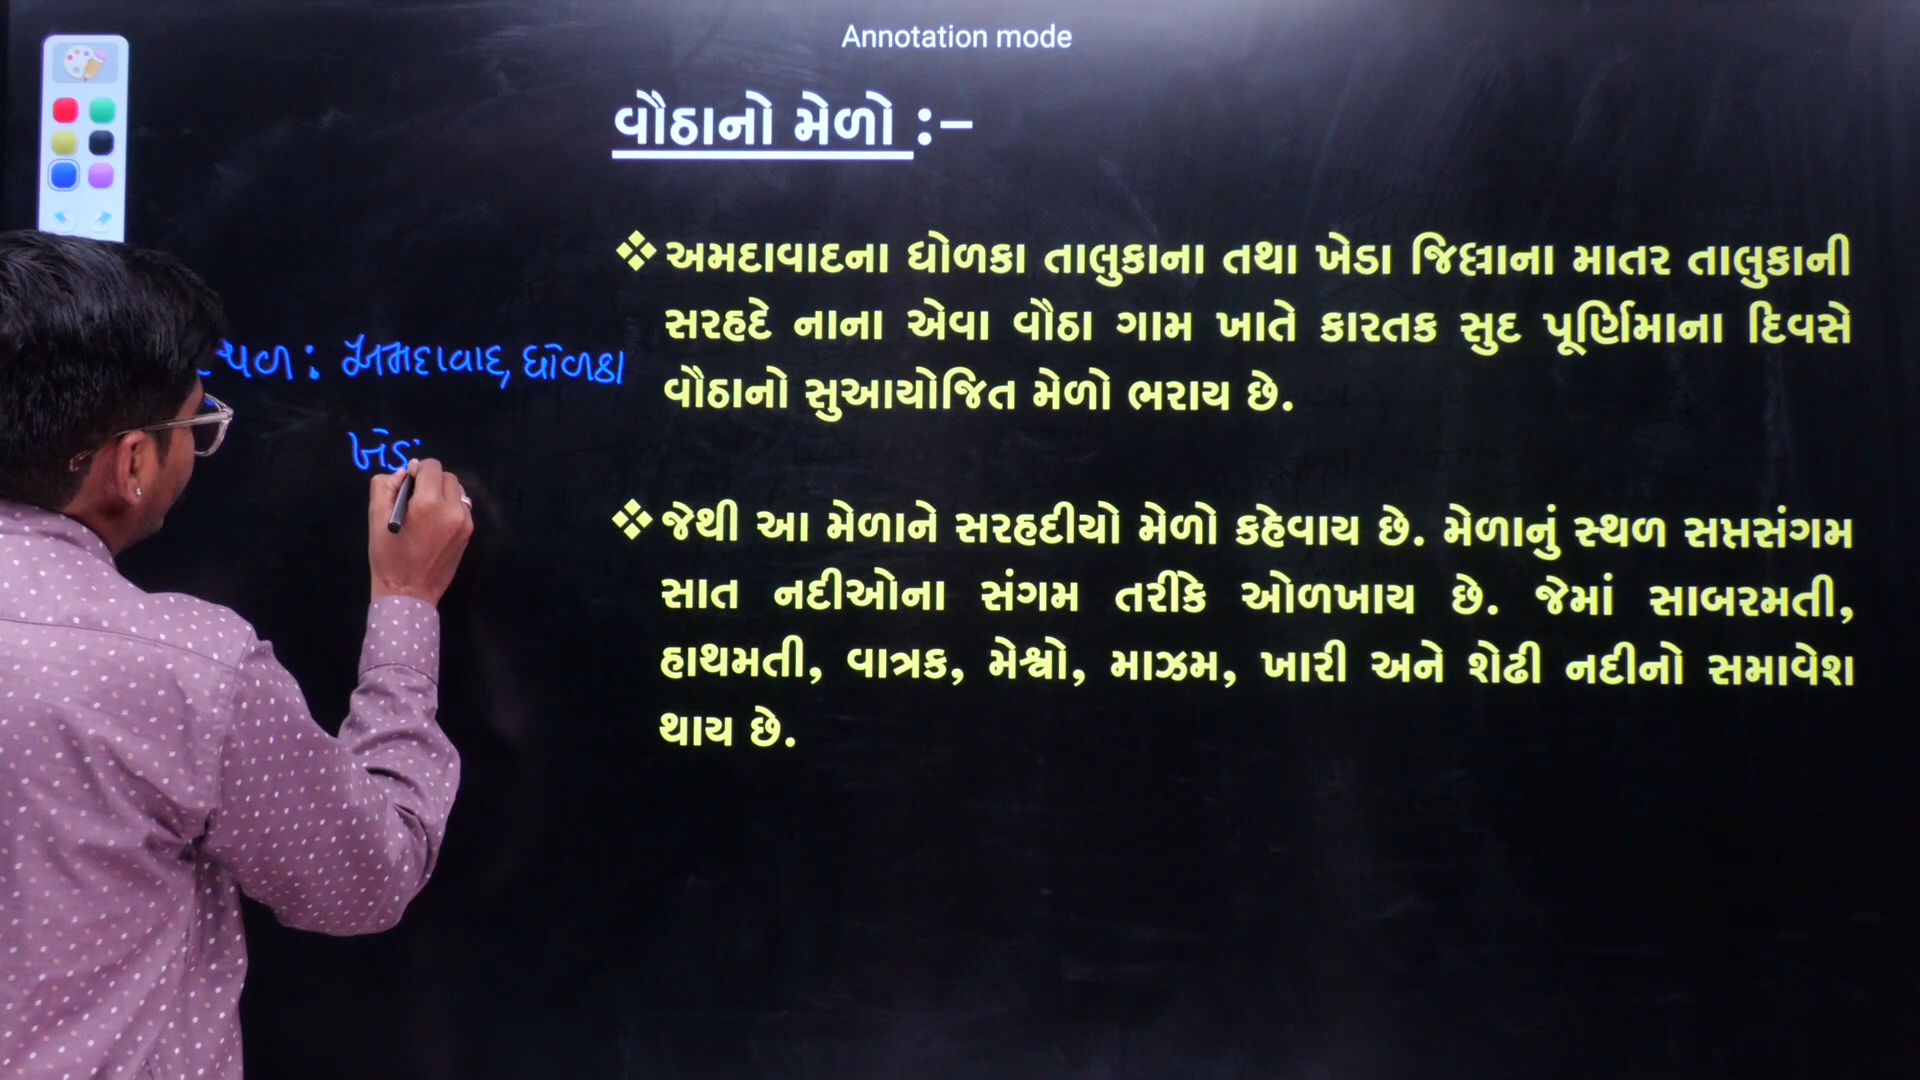 Annotation mode
વૌઠાનો મેળો :–
❖ અમદાવાદના ધોળકા તાલુકાના તથા ખેડા જિલ્લાના માતર તાલુકાની
સરહદે નાના એવા વૌઠા ગામ ખાતે કારતક સુદ પૂર્ણિમાના દિવસે
વૌઠાનો સુઆયોજિત મેળો ભરાય છે.
❖ જેથી આ મેળાને સરહદીયો મેળો કહેવાય છે. મેળાનું સ્થળ સપ્તસંગમ
સાત નદીઓના સંગમ તરીકે ઓળખાય છે. જેમાં સાબરમતી,
હાથમતી, વાત્રક, મેશ્વો, માઝમ, ખારી અને શેઢી નદીનો સમાવેશ
થાય છે.
સ્થળ : અમદાવાદ, ધોળકા
ખેડ